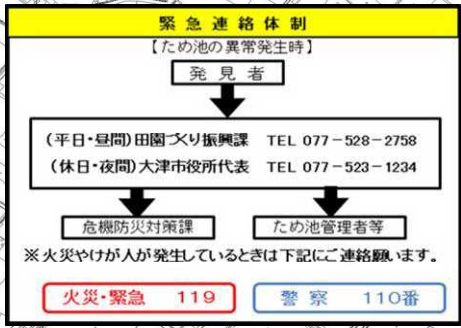 緊急連絡体制
【ため池の異常発生時】
発見者
(平日・昼間)田園づくり振興課 TEL 077-528-2758
(休日・夜間)大津市役所代表 TEL 077-523-1234
危機防災対策課 ため池管理者等
※火災やけが人が発生しているときは下記にご連絡願います。
火災・緊急 119 警察 110番